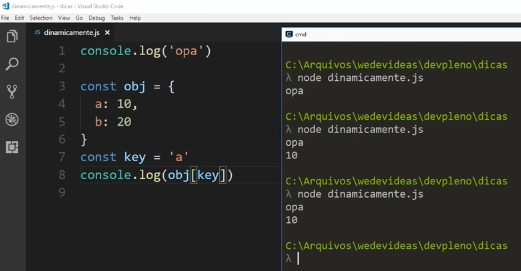 dinamicamente.js - dicas - Visual Studio Code
File Edit Selection View Go Debug Tasks Help
JS dinamicamente.js ×
1 console.log('opa')
2
3 const obj = {
4 a: 10,
5 b: 20
6 }
7 const key = 'a'
8 console.log(obj[key])
9
cmd
C:\Arquivos\wedevideas\devpleno\dicas
λ node dinamicamente.js
opa
C:\Arquivos\wedevideas\devpleno\dicas
λ node dinamicamente.js
opa
10
C:\Arquivos\wedevideas\devpleno\dicas
λ node dinamicamente.js
opa
10
C:\Arquivos\wedevideas\devpleno\dicas
λ